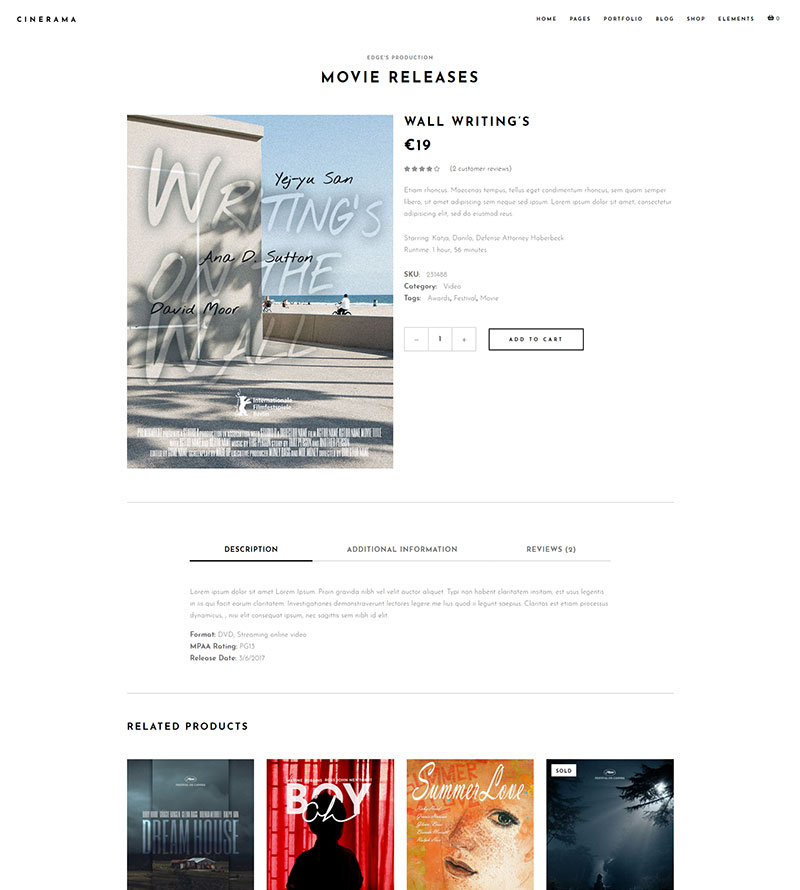 CINERAMA
HOME PAGES PORTFOLIO BLOG SHOP ELEMENTS 0
EDGE'S PRODUCTION
MOVIE RELEASES
WRITING'S
ON THE
WALL
Yej-yu San
Ana D. Sutton
David Moor
Internationale
Filmfestspiele
Berlin
WALL WRITING'S
€19
(2 customer reviews)
Etiam rhoncus. Maecenas tempus, tellus eget condimentum rhoncus, sem quam semper
libero, sit amet adipiscing sem neque sed ipsum. Lorem ipsum dolor sit amet, consectetur
adipisicing elit, sed do eiusmod reus.
Starring: Katya, Danilo, Defense Attorney Haberbeck
Runtime: 1 hour, 56 minutes
SKU: 231488
Category: Video
Tags: Awards, Festival, Movie
– 1 +
ADD TO CART
DESCRIPTION ADDITIONAL INFORMATION REVIEWS (2)
Lorem ipsum dolor sit amet Lorem Ipsum. Proin gravida nibh vel velit auctor aliquet. Typi non habent claritatem insitam, est usus legentis
in iis qui facit eorum claritatem. Investigationes demonstraverunt lectores legere me lius quod ii legunt saepius. Claritas est etiam processus
dynamicus, , nisi elit consequat ipsum, nec sagittis sem nibh id elit.
Format: DVD, Streaming online video
MPAA Rating: PG13
Release Date: 3/6/2017
RELATED PRODUCTS
DREAM HOUSE
BOY
oh
Summer Love
SOLD